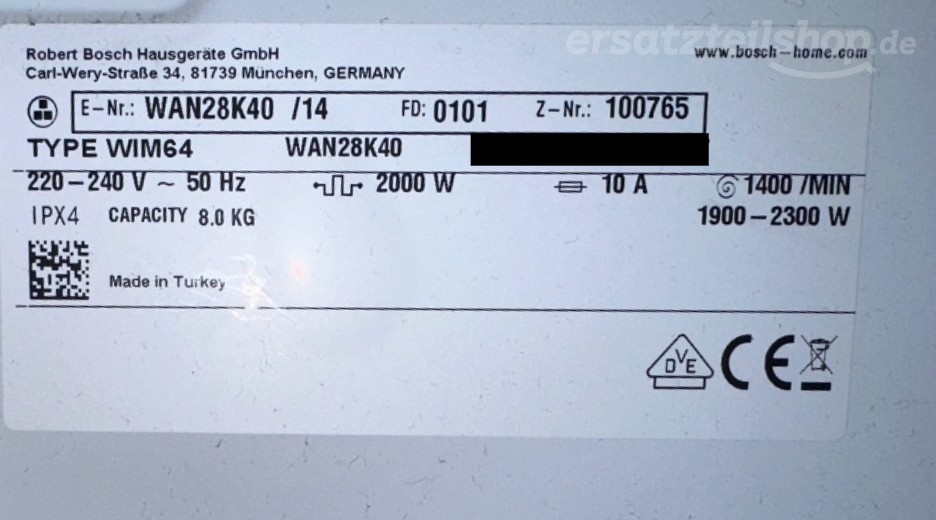 ersatzteilshop.de
Robert Bosch Hausgeräte GmbH
www.bosch-home.com
Carl-Wery-Straße 34, 81739 München, GERMANY
E-Nr.: WAN28K40 /14 FD: 0101 Z-Nr.: 100765
TYPE WIM64 WAN28K40
220-240 V ~ 50 Hz 2000 W 10 A 1400 /MIN
IPX4 CAPACITY 8.0 KG 1900-2300 W
Made in Turkey
DVE CE